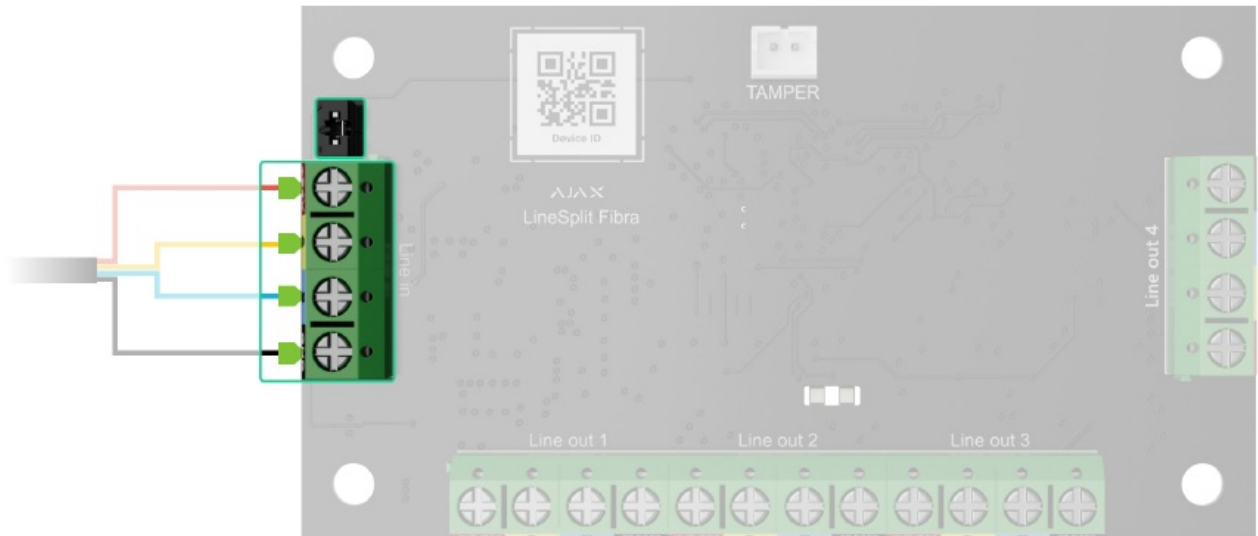 TAMPER
Device ID
AJAX
LineSplit Fibra
Line in
Line out 4
Line out 1
Line out 2
Line out 3